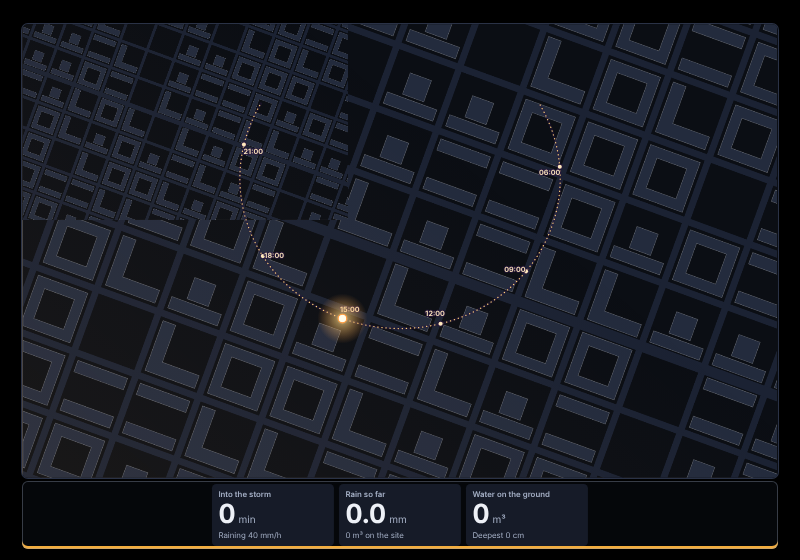 21:00
06:00
18:00
09:00
15:00
12:00
Into the storm
0 min
Raining 40 mm/h
Rain so far
0.0 mm
0 m³ on the site
Water on the ground
0 m³
Deepest 0 cm